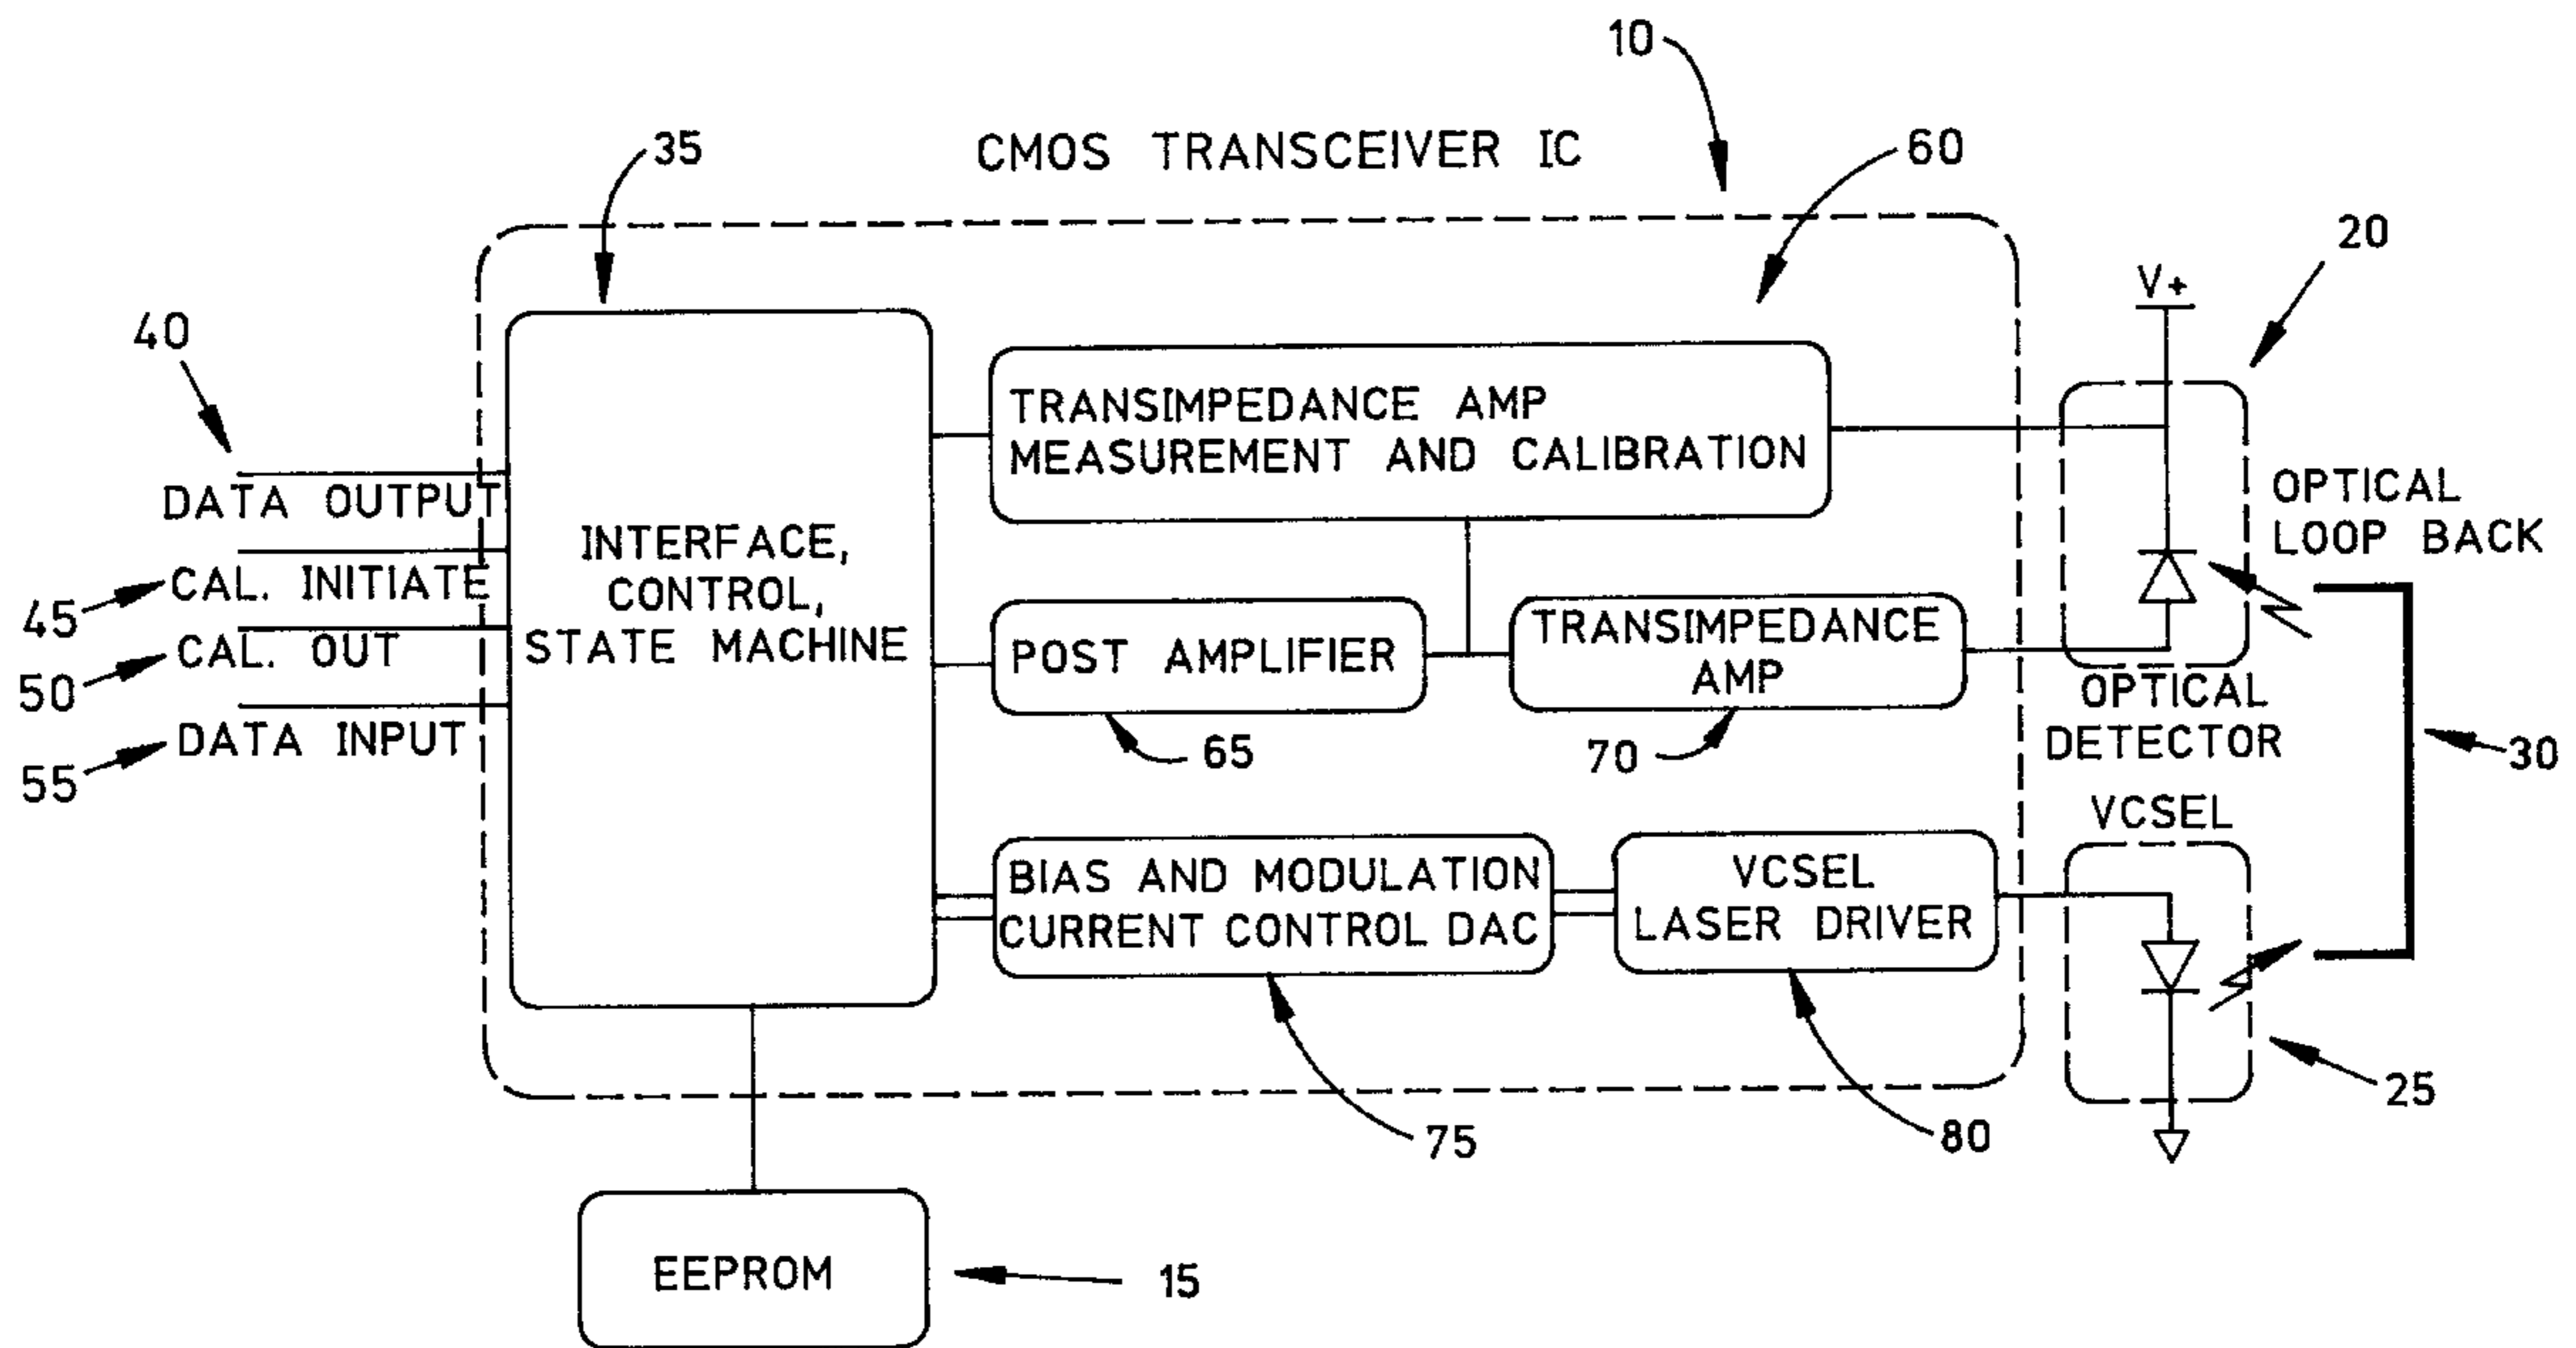 10
35
CMOS TRANSCEIVER IC
60
20
V+
40
TRANSIMPEDANCE AMP
MEASUREMENT AND CALIBRATION
DATA OUTPUT
OPTICAL
LOOP BACK
INTERFACE,
CONTROL,
STATE MACHINE
45
CAL. INITIATE
50
CAL. OUT
55
DATA INPUT
POST AMPLIFIER
TRANSIMPEDANCE
AMP
OPTICAL
DETECTOR
65
70
30
VCSEL
BIAS AND MODULATION
CURRENT CONTROL DAC
VCSEL
LASER DRIVER
25
75
80
EEPROM
15